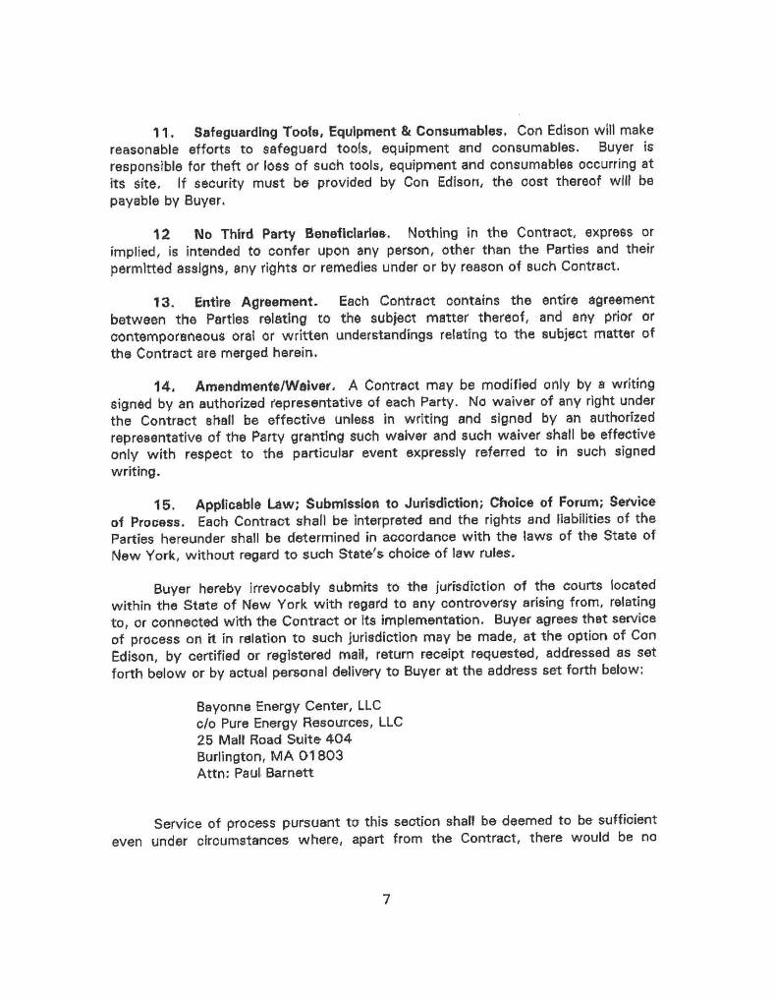 11. Safeguarding Tools, Equipment & Consumables. Con Edison will make
reasonable efforts to safeguard tools, equipment and consumables. Buyer is
responsible for theft or loss of such tools, equipment and consumables occurring at
its site. If security must be provided by Con Edison, the cost thereof will be
payable by Buyer.
12 No Third Party Beneficiaries. Nothing in the Contract, express or
implied, is intended to confer upon any person, other than the Parties and their
permitted assigns, any rights or remedies under or by reason of such Contract.
13. Entire Agreement. Each Contract contains the entire agreement
between the Parties relating to the subject matter thereof, and any prior or
contemporaneous oral or written understandings relating to the subject matter of
the Contract are merged herein.
14. Amendments/Waiver. A Contract may be modified only by a writing
signed by an authorized representative of each Party. No waiver of any right under
the Contract shall be effective unless in writing and signed by an authorized
representative of the Party granting such waiver and such waiver shall be effective
only with respect to the particular event expressly referred to in such signed
writing.
15. Applicable Law; Submission to Jurisdiction; Choice of Forum; Service
of Process. Each Contract shall be interpreted and the rights and liabilities of the
Parties hereunder shall be determined in accordance with the laws of the State of
New York, without regard to such State's choice of law rules.
Buyer hereby irrevocably submits to the jurisdiction of the courts located
within the State of New York with regard to any controversy arising from, relating
to, or connected with the Contract or its implementation. Buyer agrees that service
of process on it in relation to such jurisdiction may be made, at the option of Con
Edison, by certified or registered mail, return receipt requested, addressed as set
forth below or by actual personal delivery to Buyer at the address set forth below:
Bayonne Energy Center, LLC
c/o Pure Energy Resources, LLC
25 Mall Road Suite 404
Burlington, MA 01803
Attn: Paul Barnett
Service of process pursuant to this section shall be deemed to be sufficient
even under circumstances where, apart from the Contract, there would be no
7